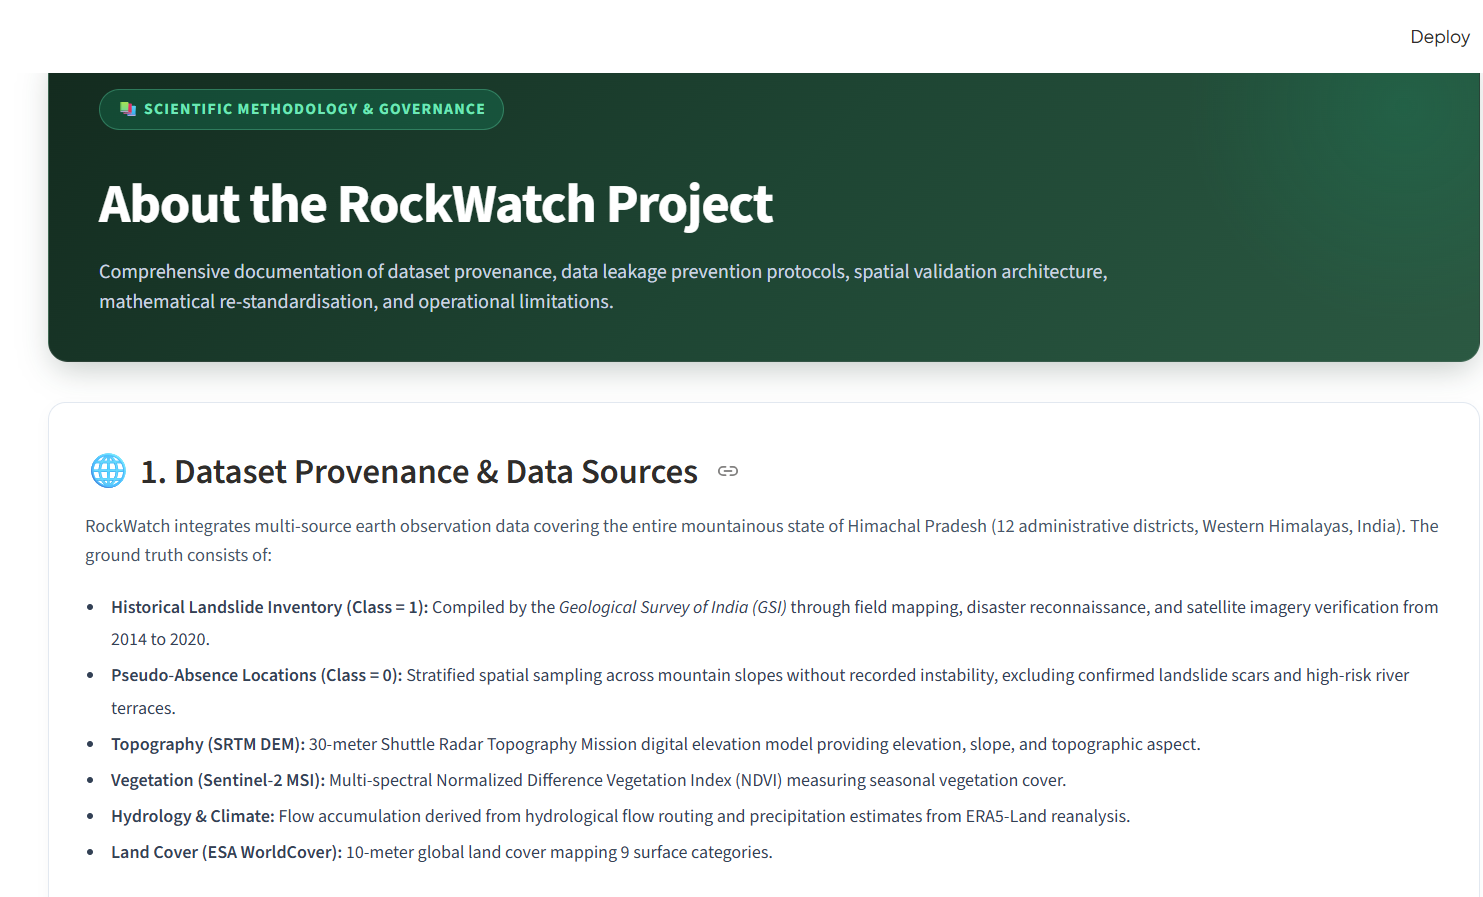 Deploy
SCIENTIFIC METHODOLOGY & GOVERNANCE
About the RockWatch Project
Comprehensive documentation of dataset provenance, data leakage prevention protocols, spatial validation architecture,
mathematical re-standardisation, and operational limitations.
1. Dataset Provenance & Data Sources
RockWatch integrates multi-source earth observation data covering the entire mountainous state of Himachal Pradesh (12 administrative districts, Western Himalayas, India). The
ground truth consists of:
• Historical Landslide Inventory (Class = 1): Compiled by the Geological Survey of India (GSI) through field mapping, disaster reconnaissance, and satellite imagery verification from
2014 to 2020.
• Pseudo-Absence Locations (Class = 0): Stratified spatial sampling across mountain slopes without recorded instability, excluding confirmed landslide scars and high-risk river
terraces.
• Topography (SRTM DEM): 30-meter Shuttle Radar Topography Mission digital elevation model providing elevation, slope, and topographic aspect.
• Vegetation (Sentinel-2 MSI): Multi-spectral Normalized Difference Vegetation Index (NDVI) measuring seasonal vegetation cover.
• Hydrology & Climate: Flow accumulation derived from hydrological flow routing and precipitation estimates from ERA5-Land reanalysis.
• Land Cover (ESA WorldCover): 10-meter global land cover mapping 9 surface categories.